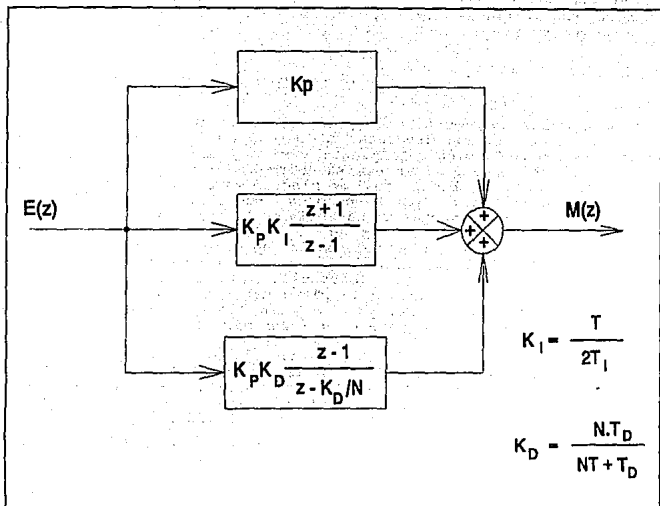 Kp
E(z)
K_P K_I (z + 1)/(z - 1)
+
+
+
M(z)
K_P K_D (z - 1)/(z - K_D/N)
K_I = T/(2T_I)
K_D = N.T_D/(NT + T_D)